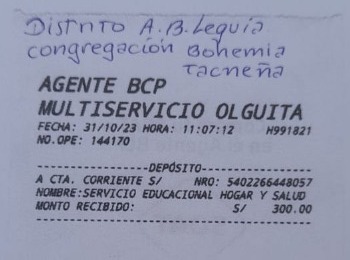 Distrito A.B. Leguia
congregación Bohemia
Tacneña
AGENTE BCP
MULTISERVICIO OLGUITA
FECHA: 31/10/23 HORA: 11:07:12 H991821
NO.OPE: 144170
--------------------DEPÓSITO--------------------
A CTA. CORRIENTE S/ NRO: 5402266448057
NOMBRE:SERVICIO EDUCACIONAL HOGAR Y SALUD
MONTO RECIBIDO: S/ 300.00